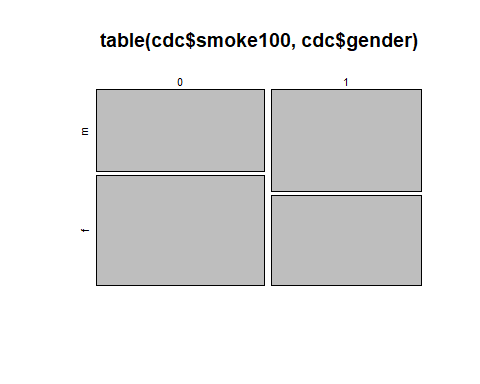 table(cdc$smoke100, cdc$gender)
0 1
m
f